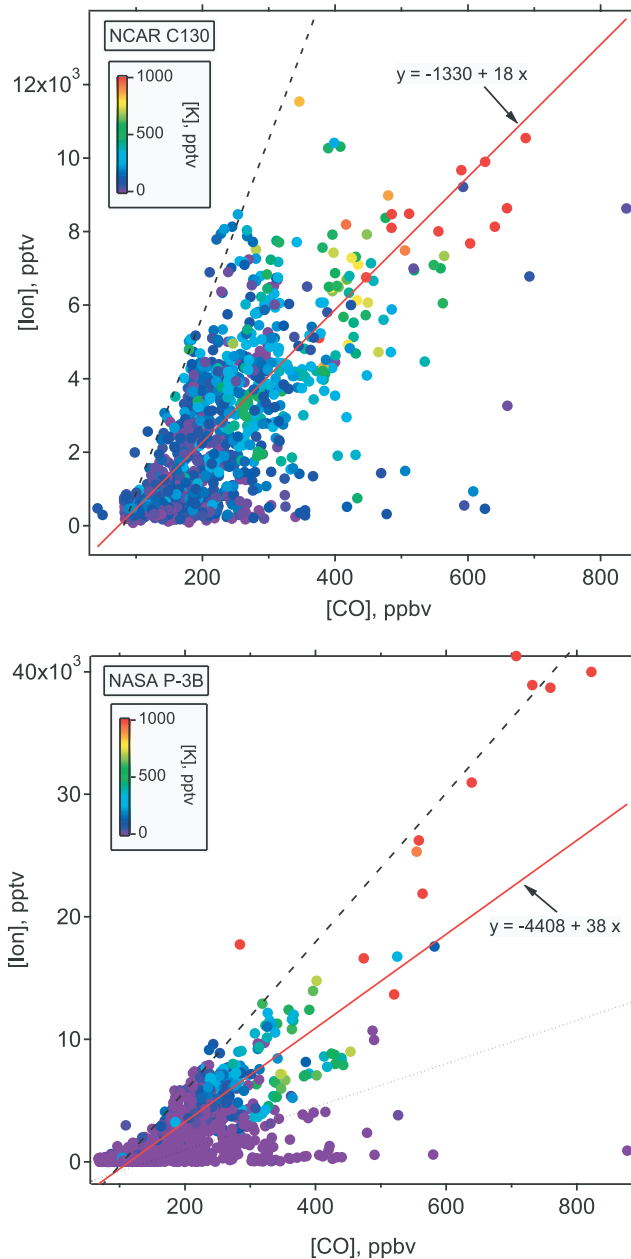 NCAR C130
1000
500
0
[K], pptv
y = -1330 + 18 x
12x10³
10
8
6
4
2
0
[Ion], pptv
200
400
600
800
[CO], ppbv
NASA P-3B
1000
500
0
[K], pptv
y = -4408 + 38 x
40x10³
30
20
10
0
[Ion], pptv
200
400
600
800
[CO], ppbv